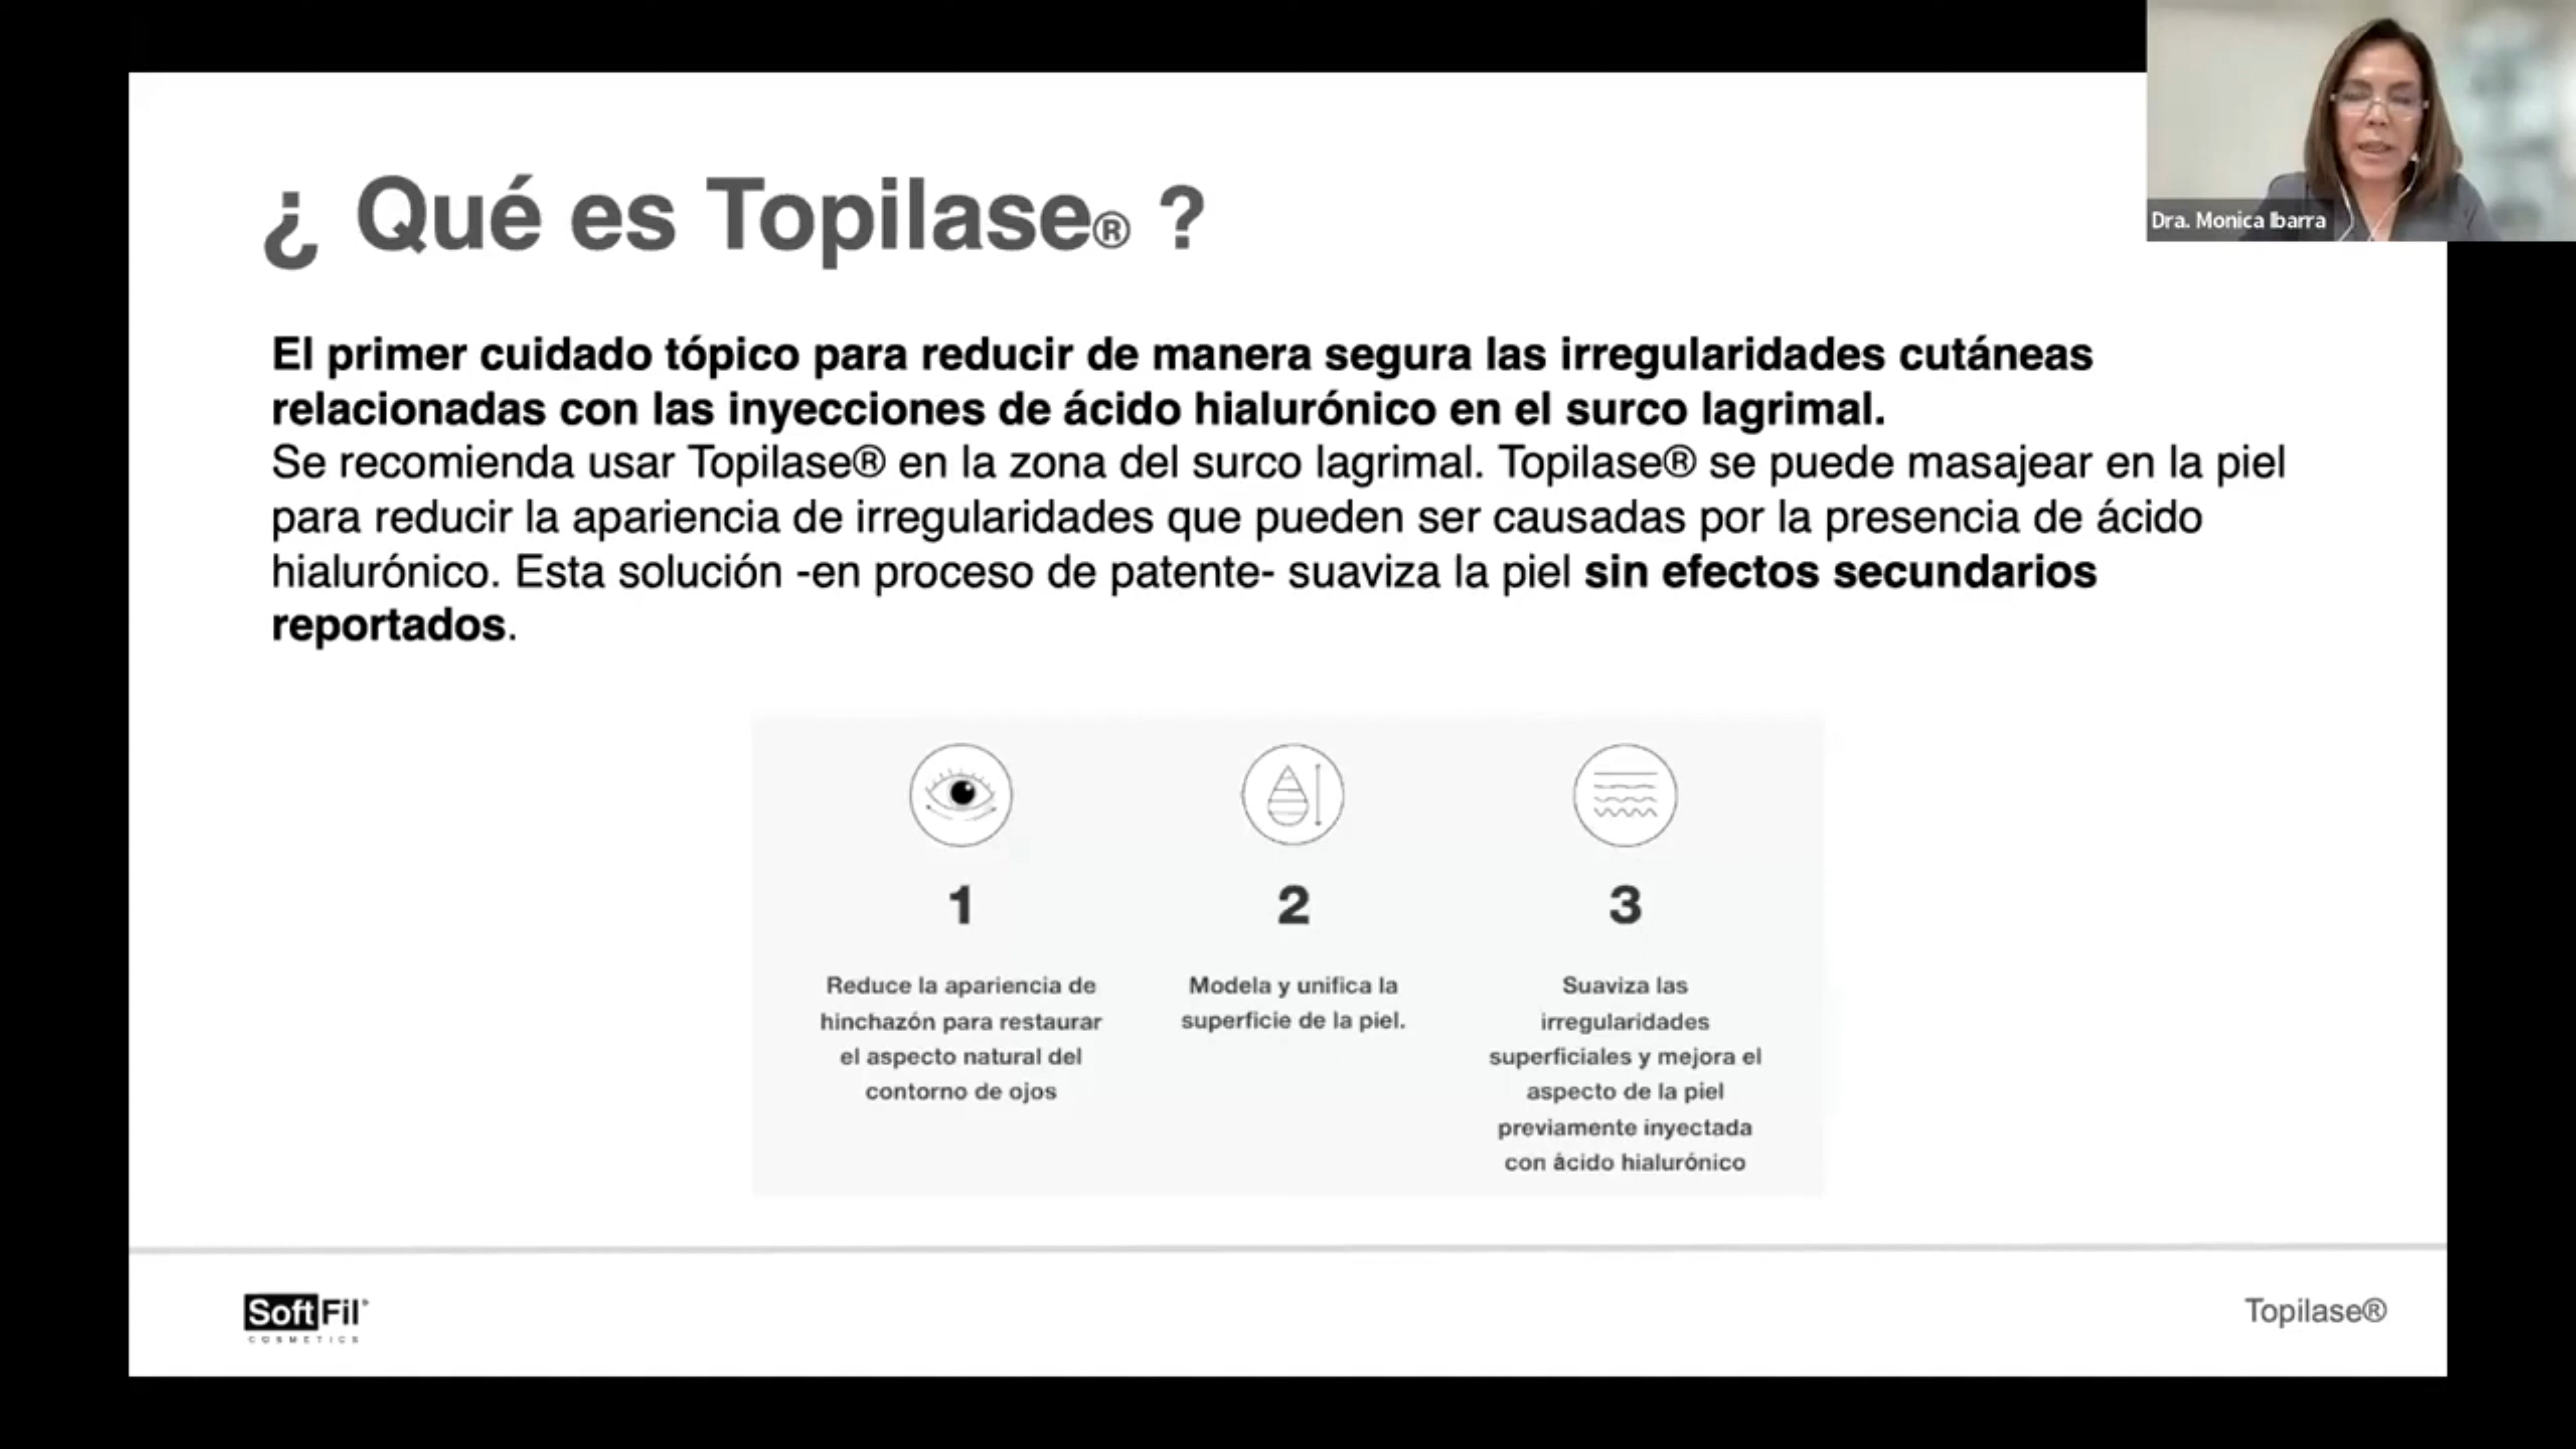 Dra. Monica Ibarra
¿ Qué es Topilase® ?
El primer cuidado tópico para reducir de manera segura las irregularidades cutáneas
relacionadas con las inyecciones de ácido hialurónico en el surco lagrimal.
Se recomienda usar Topilase® en la zona del surco lagrimal. Topilase® se puede masajear en la piel
para reducir la apariencia de irregularidades que pueden ser causadas por la presencia de ácido
hialurónico. Esta solución -en proceso de patente- suaviza la piel sin efectos secundarios
reportados.
1
Reduce la apariencia de
hinchazón para restaurar
el aspecto natural del
contorno de ojos
2
Modela y unifica la
superficie de la piel.
3
Suaviza las
irregularidades
superficiales y mejora el
aspecto de la piel
previamente inyectada
con ácido hialurónico
SoftFil®
COSMETICS
Topilase®